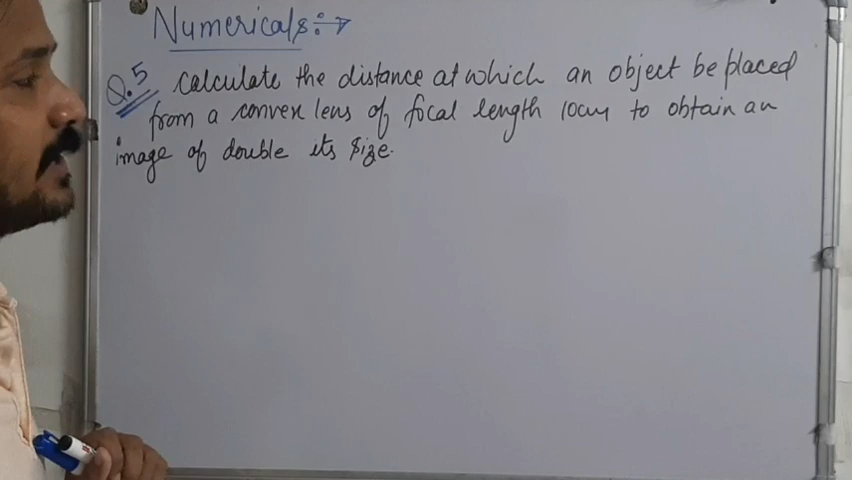 Numericals:→
Q.5 calculate the distance at which an object be placed
from a convex lens of focal length 10cm to obtain an
image of double its size.